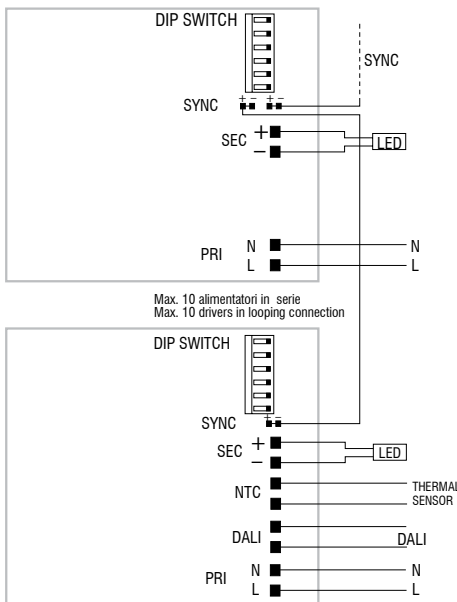 DIP SWITCH
SYNC
+ − + −
SYNC
SEC + −
LED
PRI N L
N
L
Max. 10 alimentatori in serie
Max. 10 drivers in looping connection
DIP SWITCH
+ −
SYNC
SEC + −
LED
NTC
THERMAL
SENSOR
DALI
DALI
PRI N L
N
L